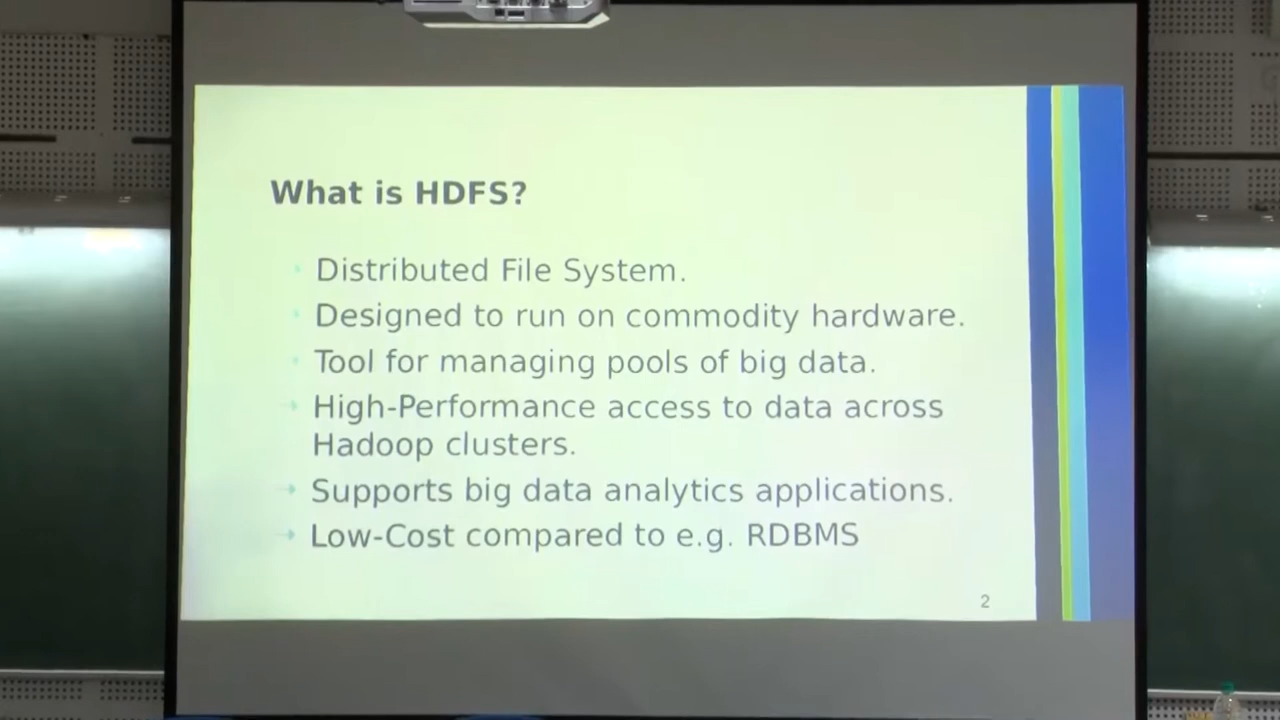 What is HDFS?
Distributed File System.
Designed to run on commodity hardware.
Tool for managing pools of big data.
High-Performance access to data across
Hadoop clusters.
Supports big data analytics applications.
Low-Cost compared to e.g. RDBMS
2